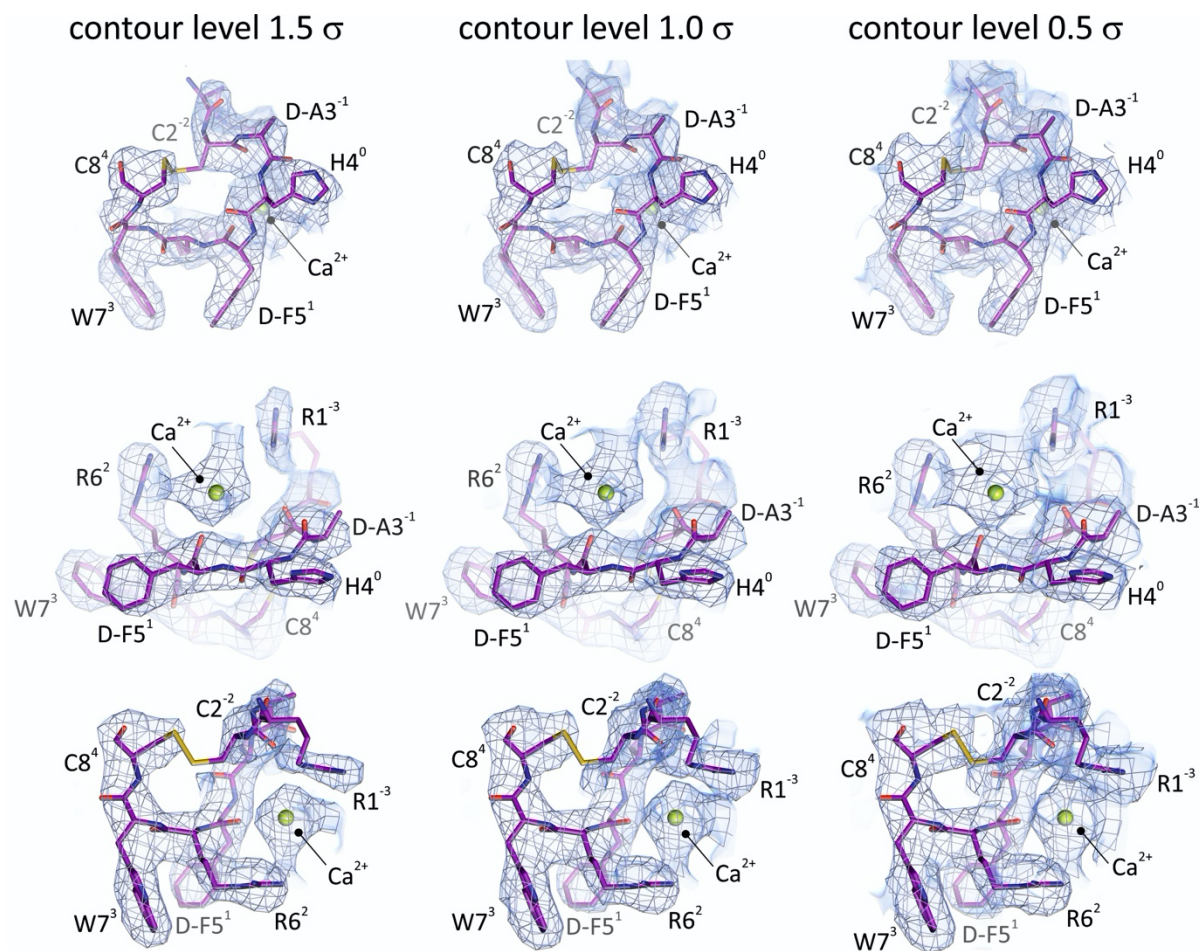 contour level 1.5 σ
contour level 1.0 σ
contour level 0.5 σ
D-A3⁻¹
C2⁻²
C8⁴
H4⁰
Ca²⁺
W7³
D-F5¹
D-A3⁻¹
C2⁻²
C8⁴
H4⁰
Ca²⁺
W7³
D-F5¹
D-A3⁻¹
C2⁻²
C8⁴
H4⁰
Ca²⁺
W7³
D-F5¹
R1⁻³
Ca²⁺
R6²
D-A3⁻¹
H4⁰
W7³
D-F5¹
C8⁴
R1⁻³
Ca²⁺
R6²
D-A3⁻¹
H4⁰
W7³
D-F5¹
C8⁴
R1⁻³
Ca²⁺
R6²
D-A3⁻¹
H4⁰
W7³
D-F5¹
C8⁴
C2⁻²
C8⁴
R1⁻³
Ca²⁺
W7³
D-F5¹
R6²
C2⁻²
C8⁴
R1⁻³
Ca²⁺
W7³
D-F5¹
R6²
C2⁻²
C8⁴
R1⁻³
Ca²⁺
W7³
D-F5¹
R6²